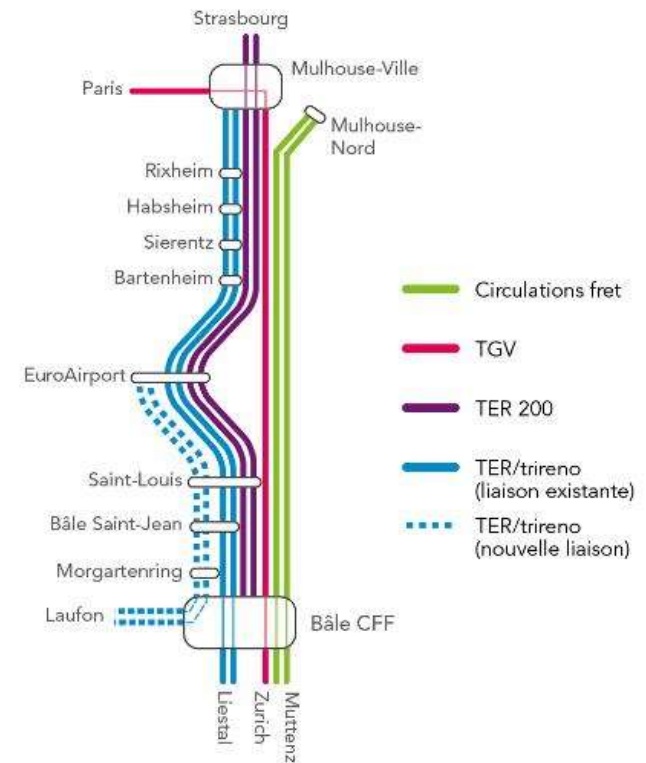 Strasbourg
Mulhouse-Ville
Paris
Mulhouse-
Nord
Rixheim
Habsheim
Sierentz
Bartenheim
EuroAirport
Saint-Louis
Bâle Saint-Jean
Morgartenring
Laufon
Bâle CFF
Liestal
Zurich
Muttenz
Circulations fret
TGV
TER 200
TER/trireno
(liaison existante)
TER/trireno
(nouvelle liaison)